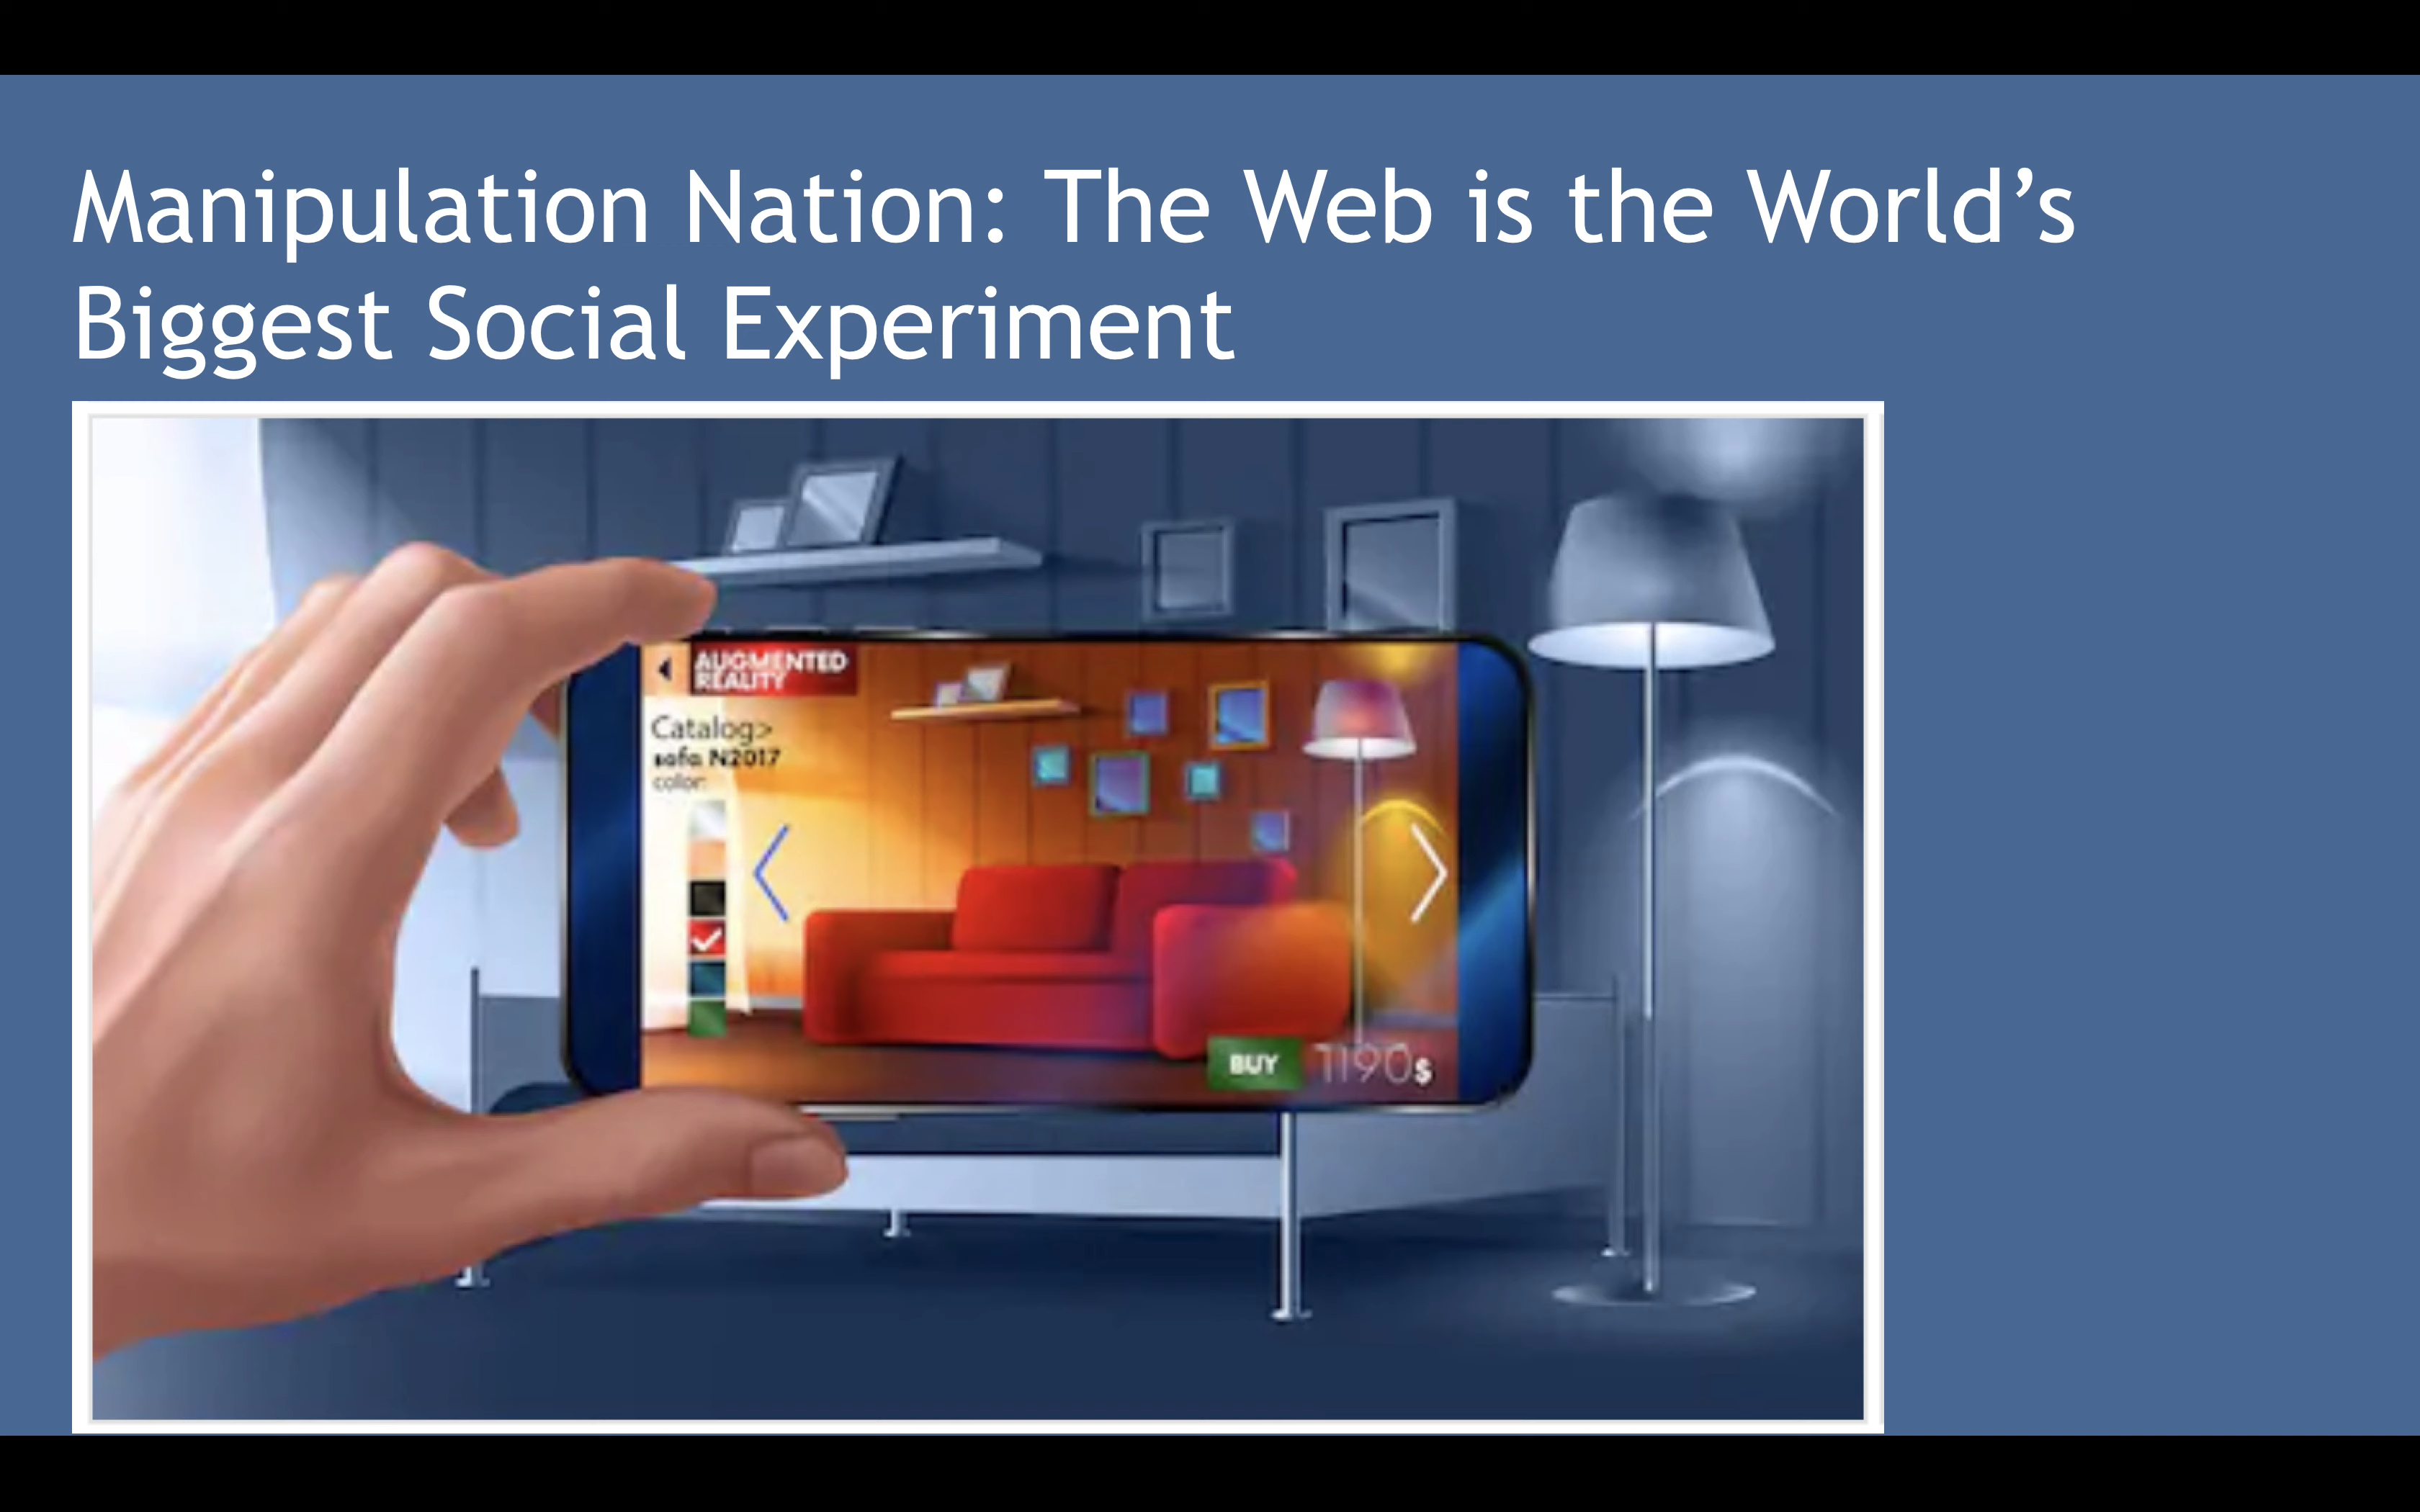 Manipulation Nation: The Web is the World’s
Biggest Social Experiment
AUGMENTED
REALITY
Catalog>
sofa N2017
color:
BUY 1190$